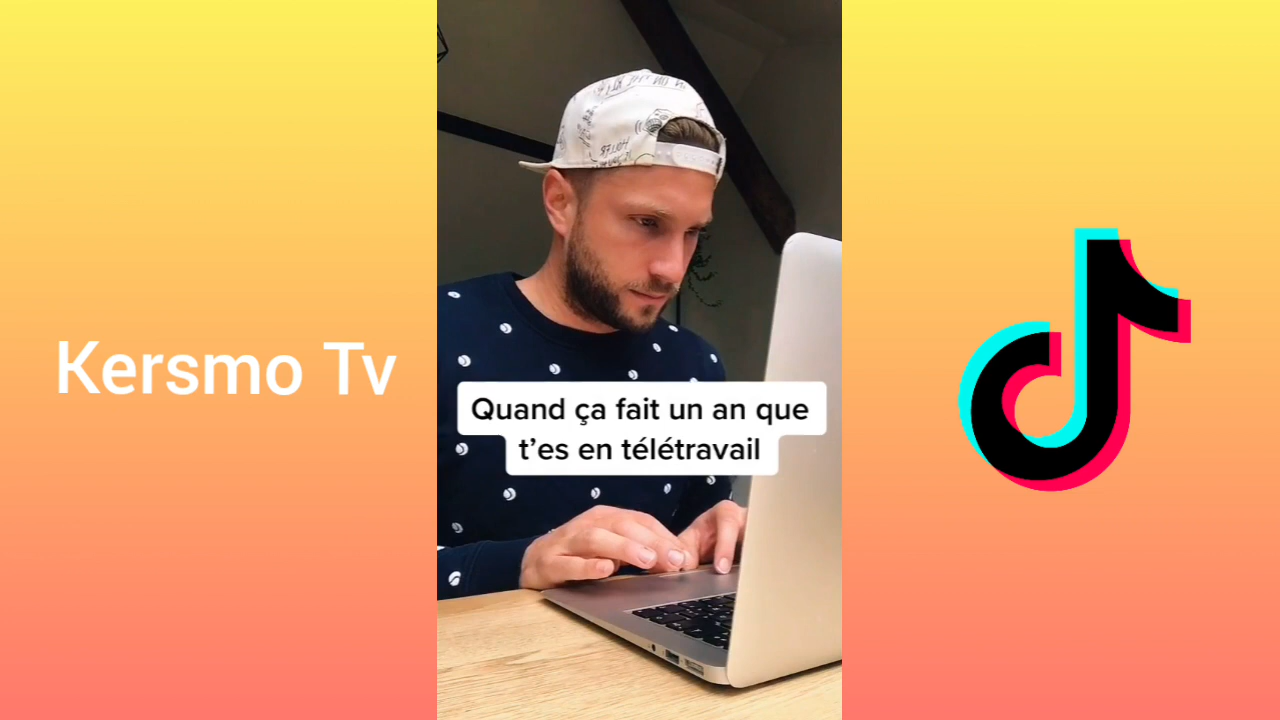 Kersmo Tv
Quand ça fait un an que
t’es en télétravail